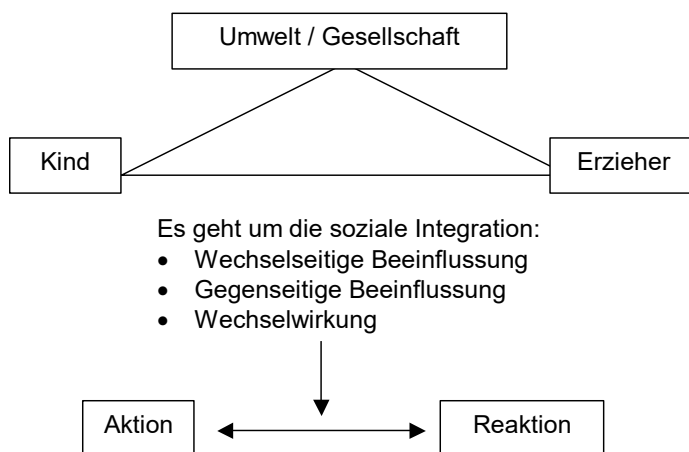 Umwelt / Gesellschaft
Kind
Erzieher
Es geht um die soziale Integration:
• Wechselseitige Beeinflussung
• Gegenseitige Beeinflussung
• Wechselwirkung
Aktion
Reaktion